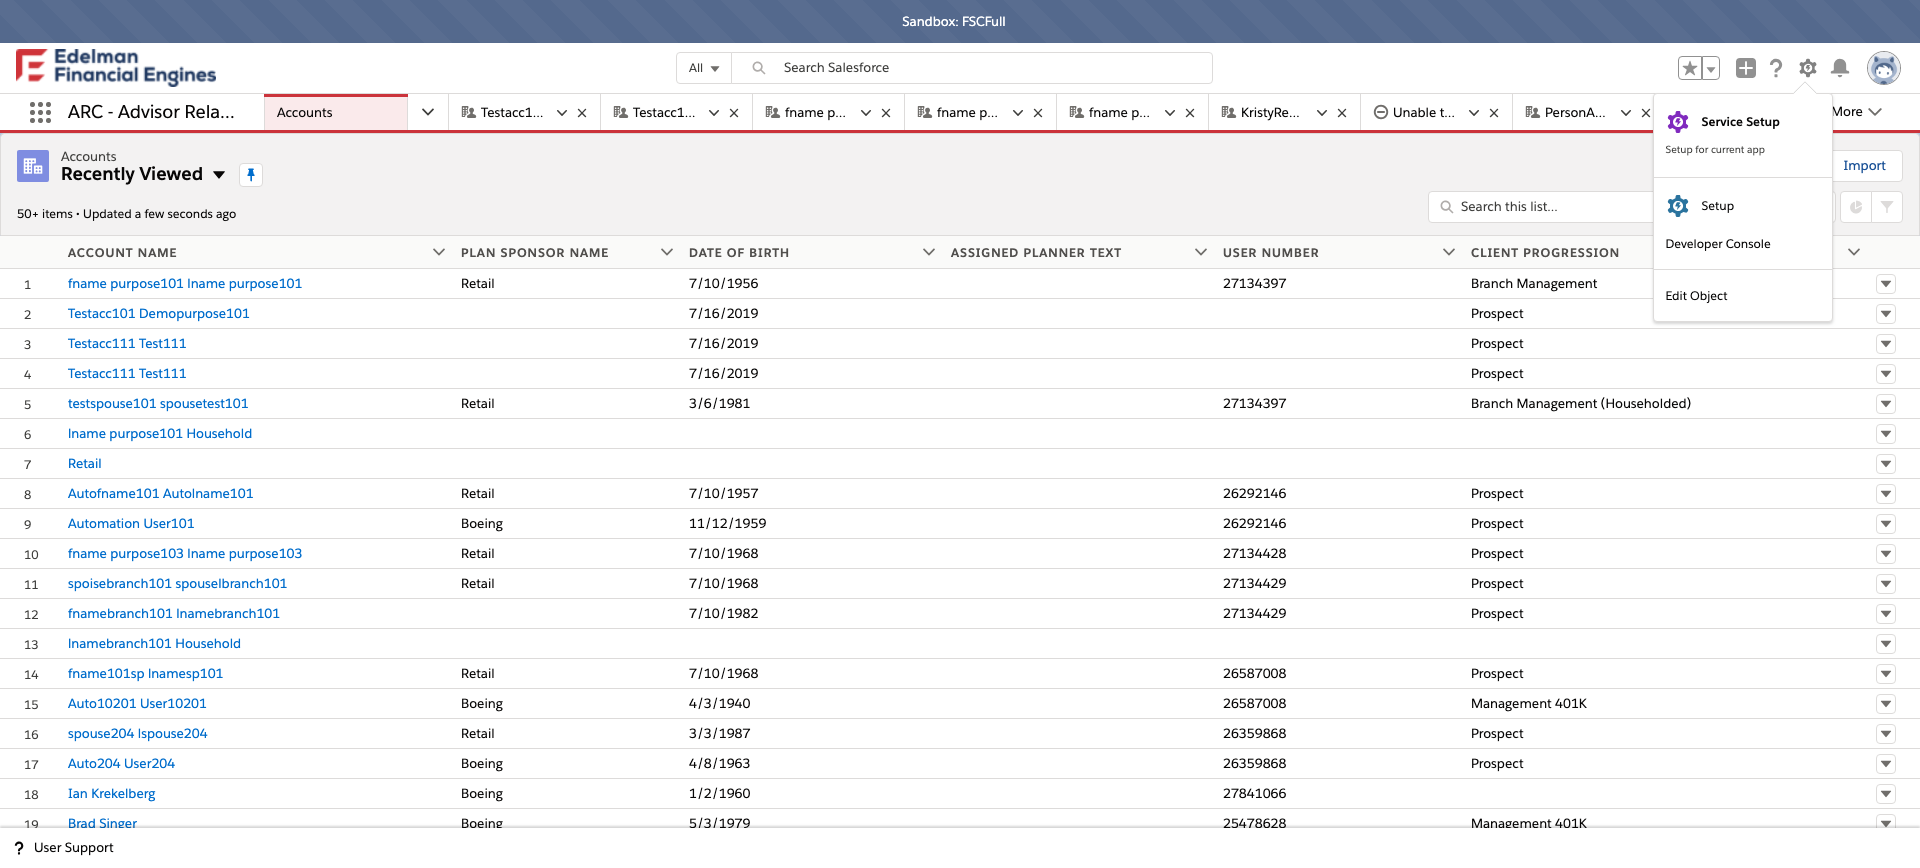 Sandbox: FSCFull
Edelman
Financial Engines
All
Search Salesforce
ARC - Advisor Rela...
Accounts
Testacc1...
Testacc1...
fname p...
fname p...
fname p...
KristyRe...
Unable t...
PersonA...
More
Service Setup
Setup for current app
Setup
Developer Console
Edit Object
Accounts
Recently Viewed
Import
50+ items • Updated a few seconds ago
Search this list...
ACCOUNT NAME PLAN SPONSOR NAME DATE OF BIRTH ASSIGNED PLANNER TEXT USER NUMBER CLIENT PROGRESSION
1 fname purpose101 lname purpose101 Retail 7/10/1956 27134397 Branch Management
2 Testacc101 Demopurpose101 7/16/2019 Prospect
3 Testacc111 Test111 7/16/2019 Prospect
4 Testacc111 Test111 7/16/2019 Prospect
5 testspouse101 spousetest101 Retail 3/6/1981 27134397 Branch Management (Householded)
6 lname purpose101 Household
7 Retail
8 Autofname101 Autolname101 Retail 7/10/1957 26292146 Prospect
9 Automation User101 Boeing 11/12/1959 26292146 Prospect
10 fname purpose103 lname purpose103 Retail 7/10/1968 27134428 Prospect
11 spoisebranch101 spouselbranch101 Retail 7/10/1968 27134429 Prospect
12 fnamebranch101 lnamebranch101 7/10/1982 27134429 Prospect
13 lnamebranch101 Household
14 fname101sp lnamesp101 Retail 7/10/1968 26587008 Prospect
15 Auto10201 User10201 Boeing 4/3/1940 26587008 Management 401K
16 spouse204 lspouse204 Retail 3/3/1987 26359868 Prospect
17 Auto204 User204 Boeing 4/8/1963 26359868 Prospect
18 Ian Krekelberg Boeing 1/2/1960 27841066
19 Brad Singer Boeing 5/3/1979 25478628 Management 401K
? User Support